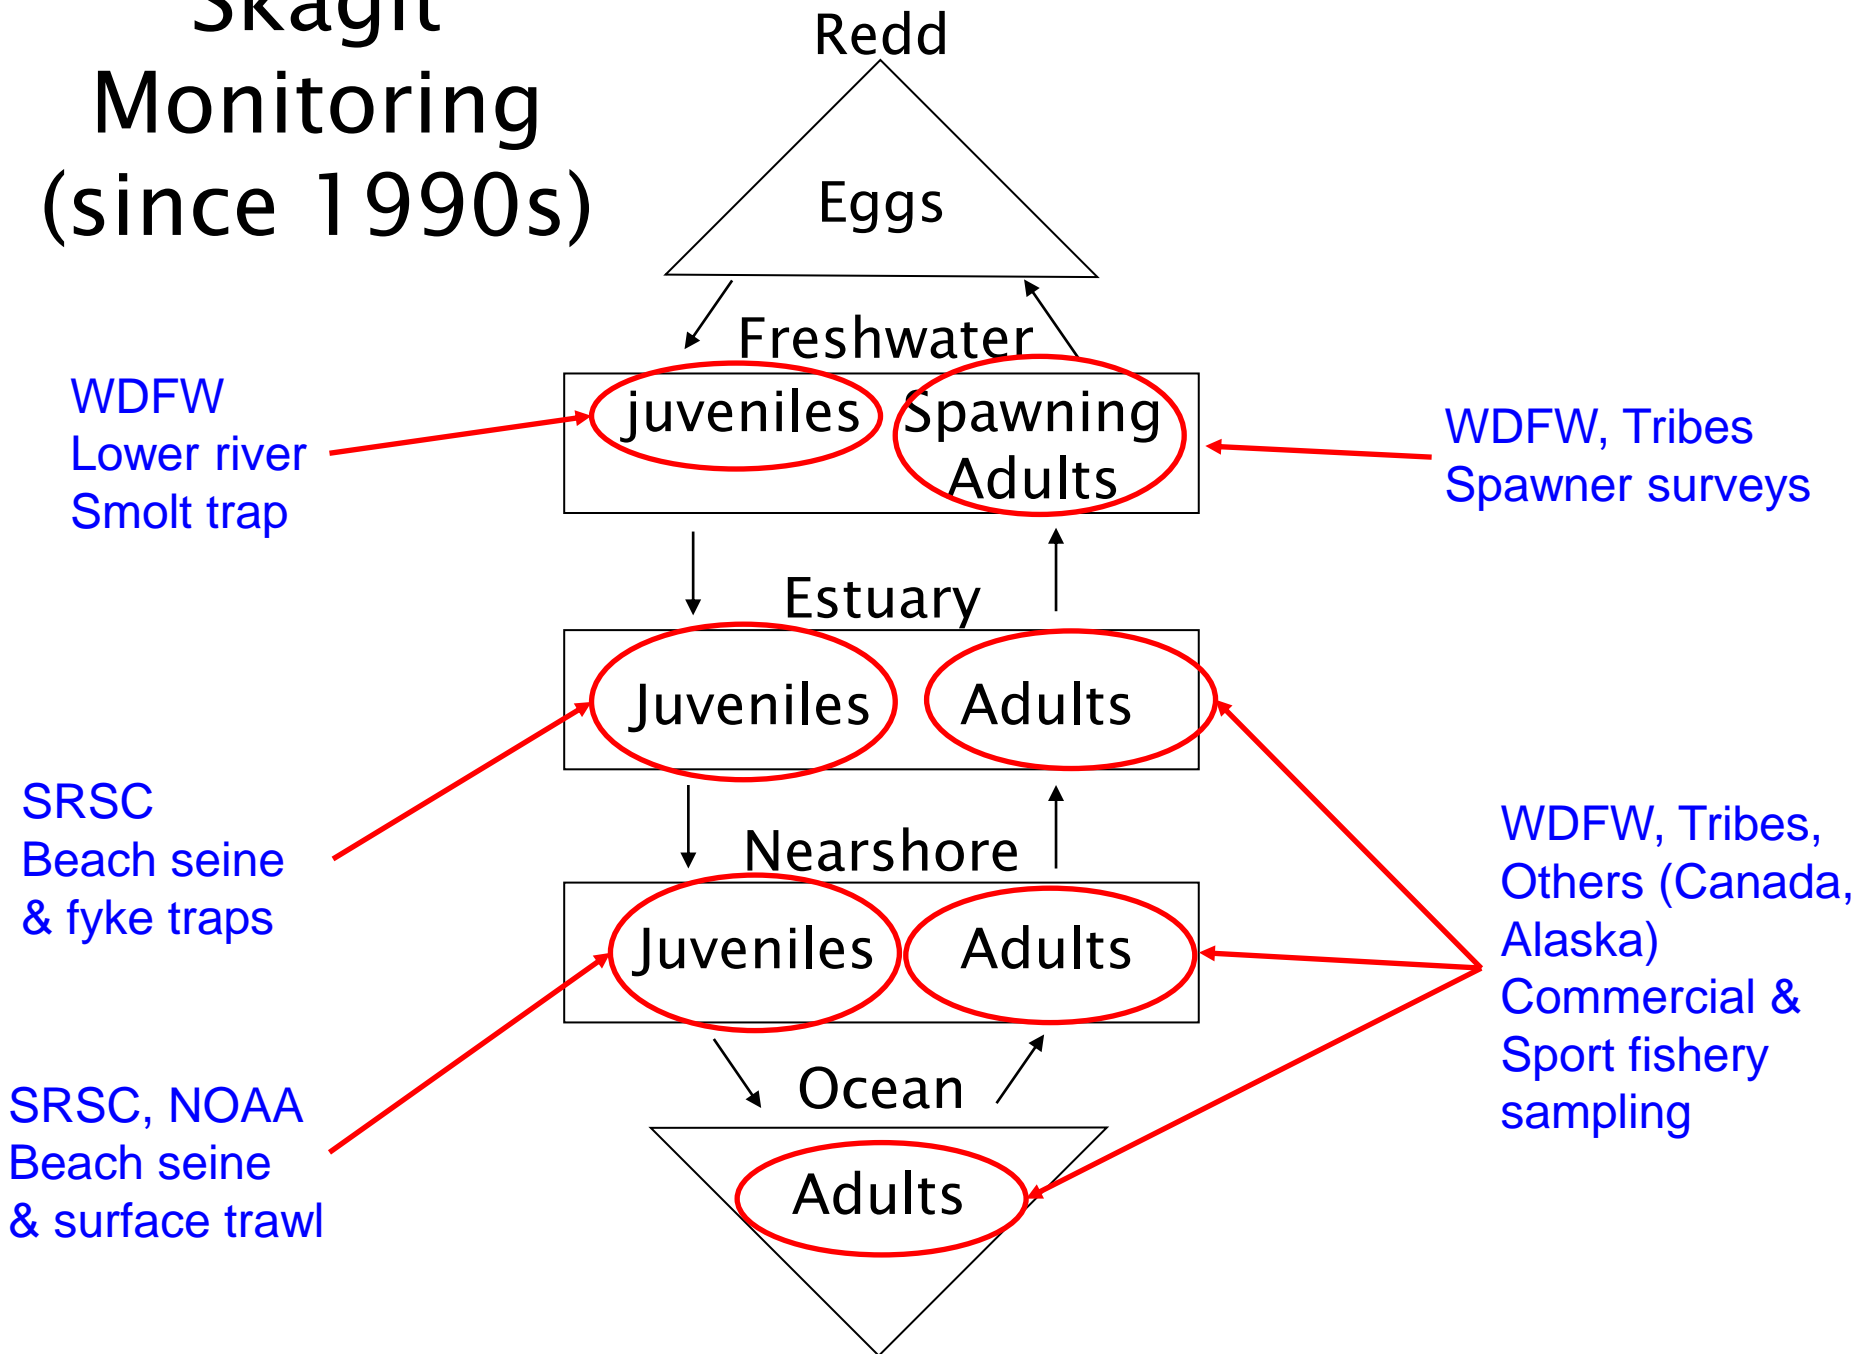 Skagit
Monitoring
(since 1990s)
Redd
Eggs
Freshwater
juveniles
Spawning
Adults
WDFW
Lower river
Smolt trap
WDFW, Tribes
Spawner surveys
Estuary
Juveniles
Adults
SRSC
Beach seine
& fyke traps
Nearshore
Juveniles
Adults
WDFW, Tribes,
Others (Canada,
Alaska)
Commercial &
Sport fishery
sampling
SRSC, NOAA
Beach seine
& surface trawl
Ocean
Adults